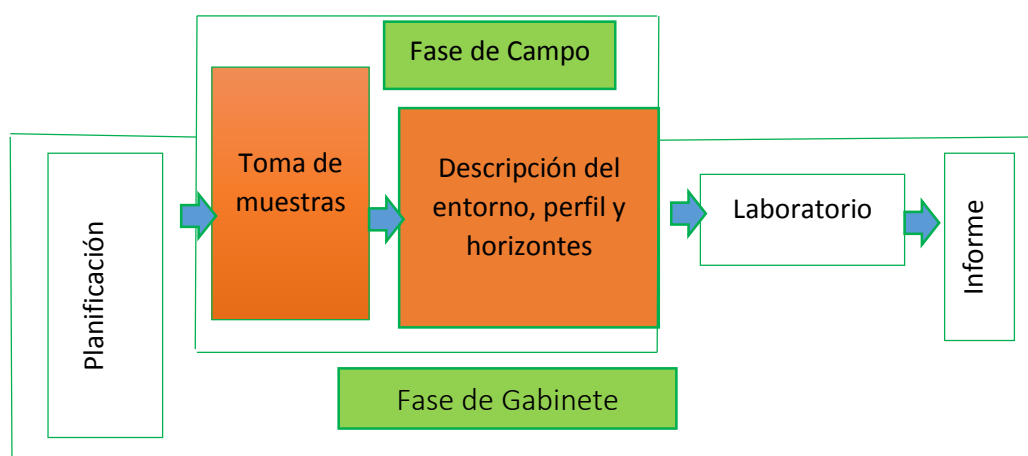 Fase de Campo
Planificación
Toma de
muestras
Descripción del
entorno, perfil y
horizontes
Laboratorio
Informe
Fase de Gabinete